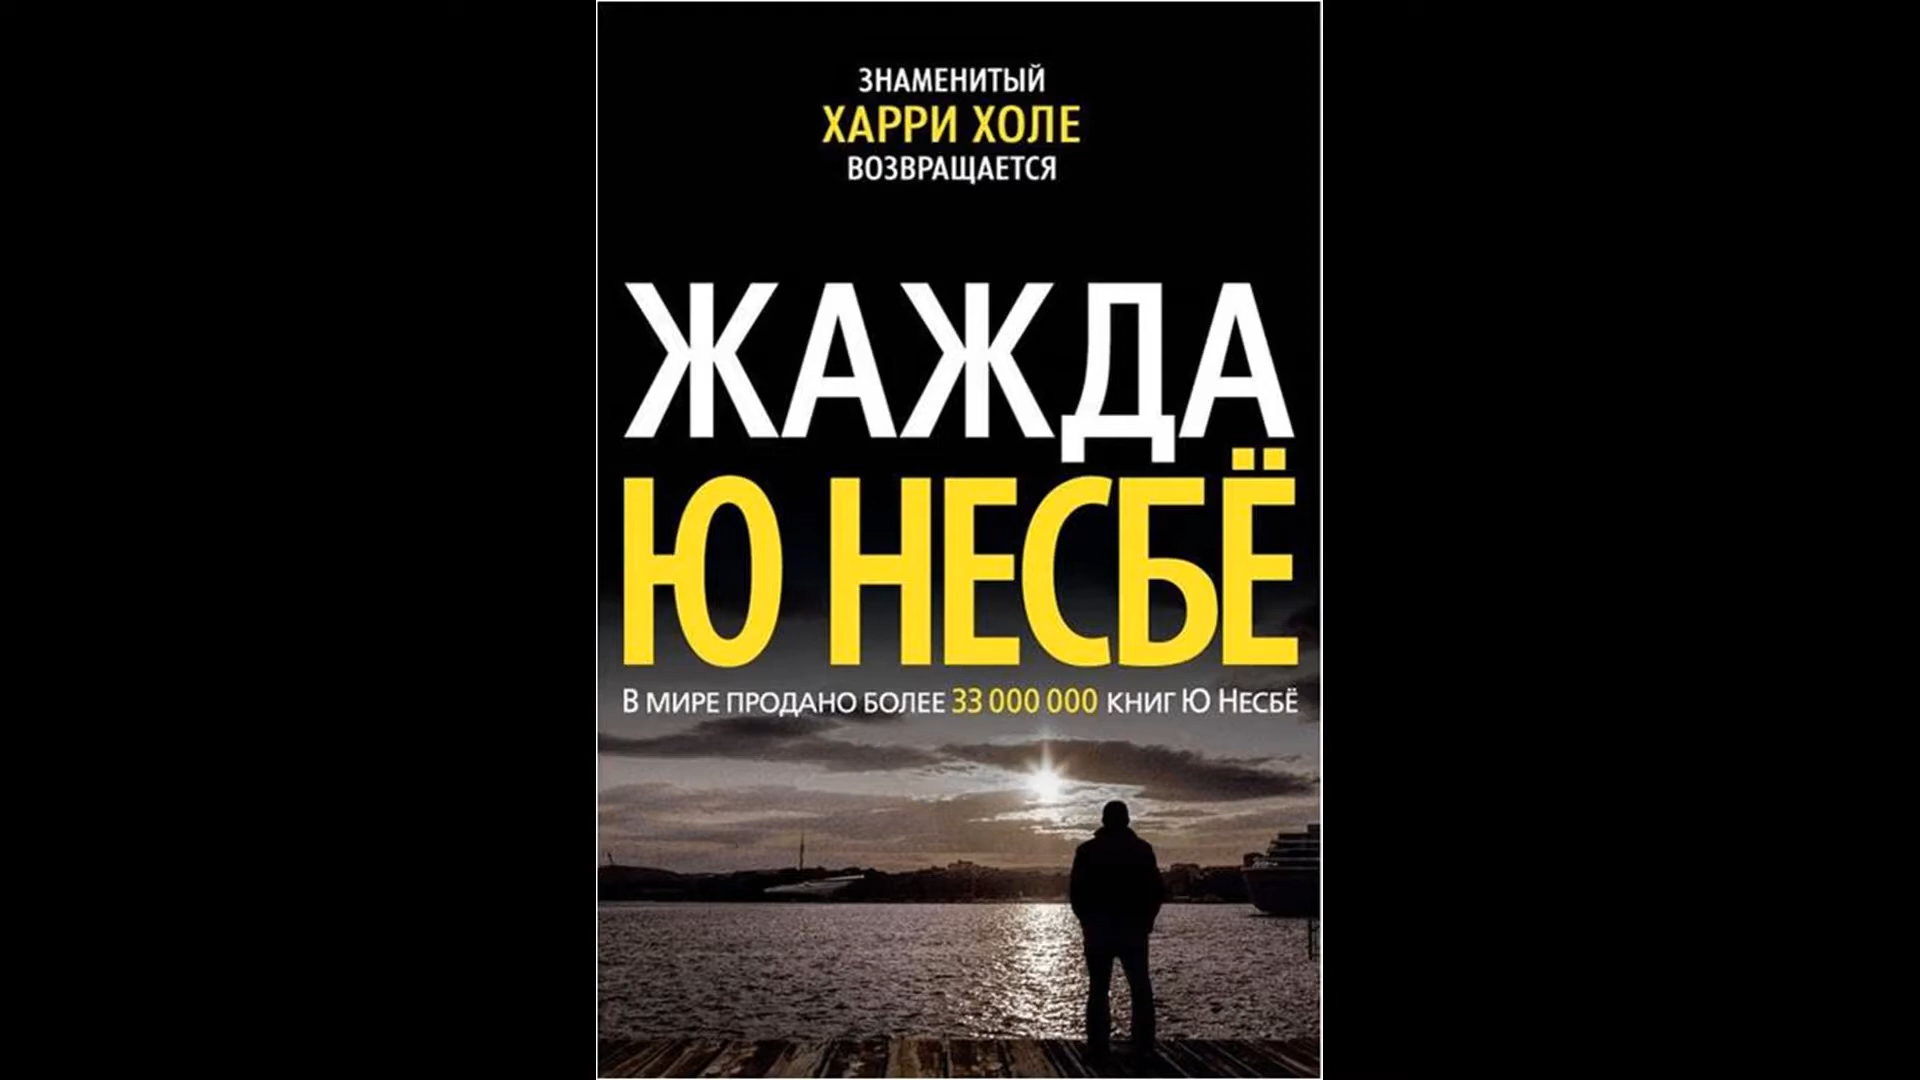 ЗНАМЕНИТЫЙ
ХАРРИ ХОЛЕ
ВОЗВРАЩАЕТСЯ
ЖАЖДА
Ю НЕСБЁ
В МИРЕ ПРОДАНО БОЛЕЕ 33 000 000 КНИГ Ю НЕСБЁ